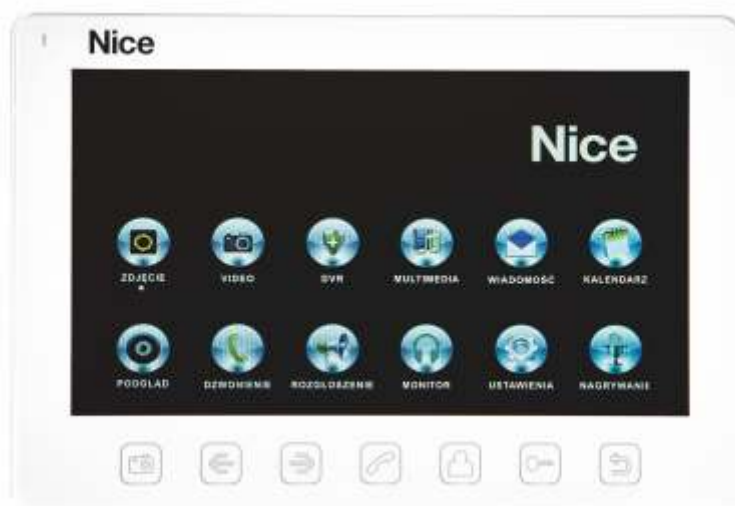 Nice
Nice
ZDJĘCIE VIDEO DVR MULTIMEDIA WIADOMOŚĆ KALENDARZ
PODGLĄD DZWONIENIE ROZGŁOSZENIE MONITOR USTAWIENIA NAGRYWANIE